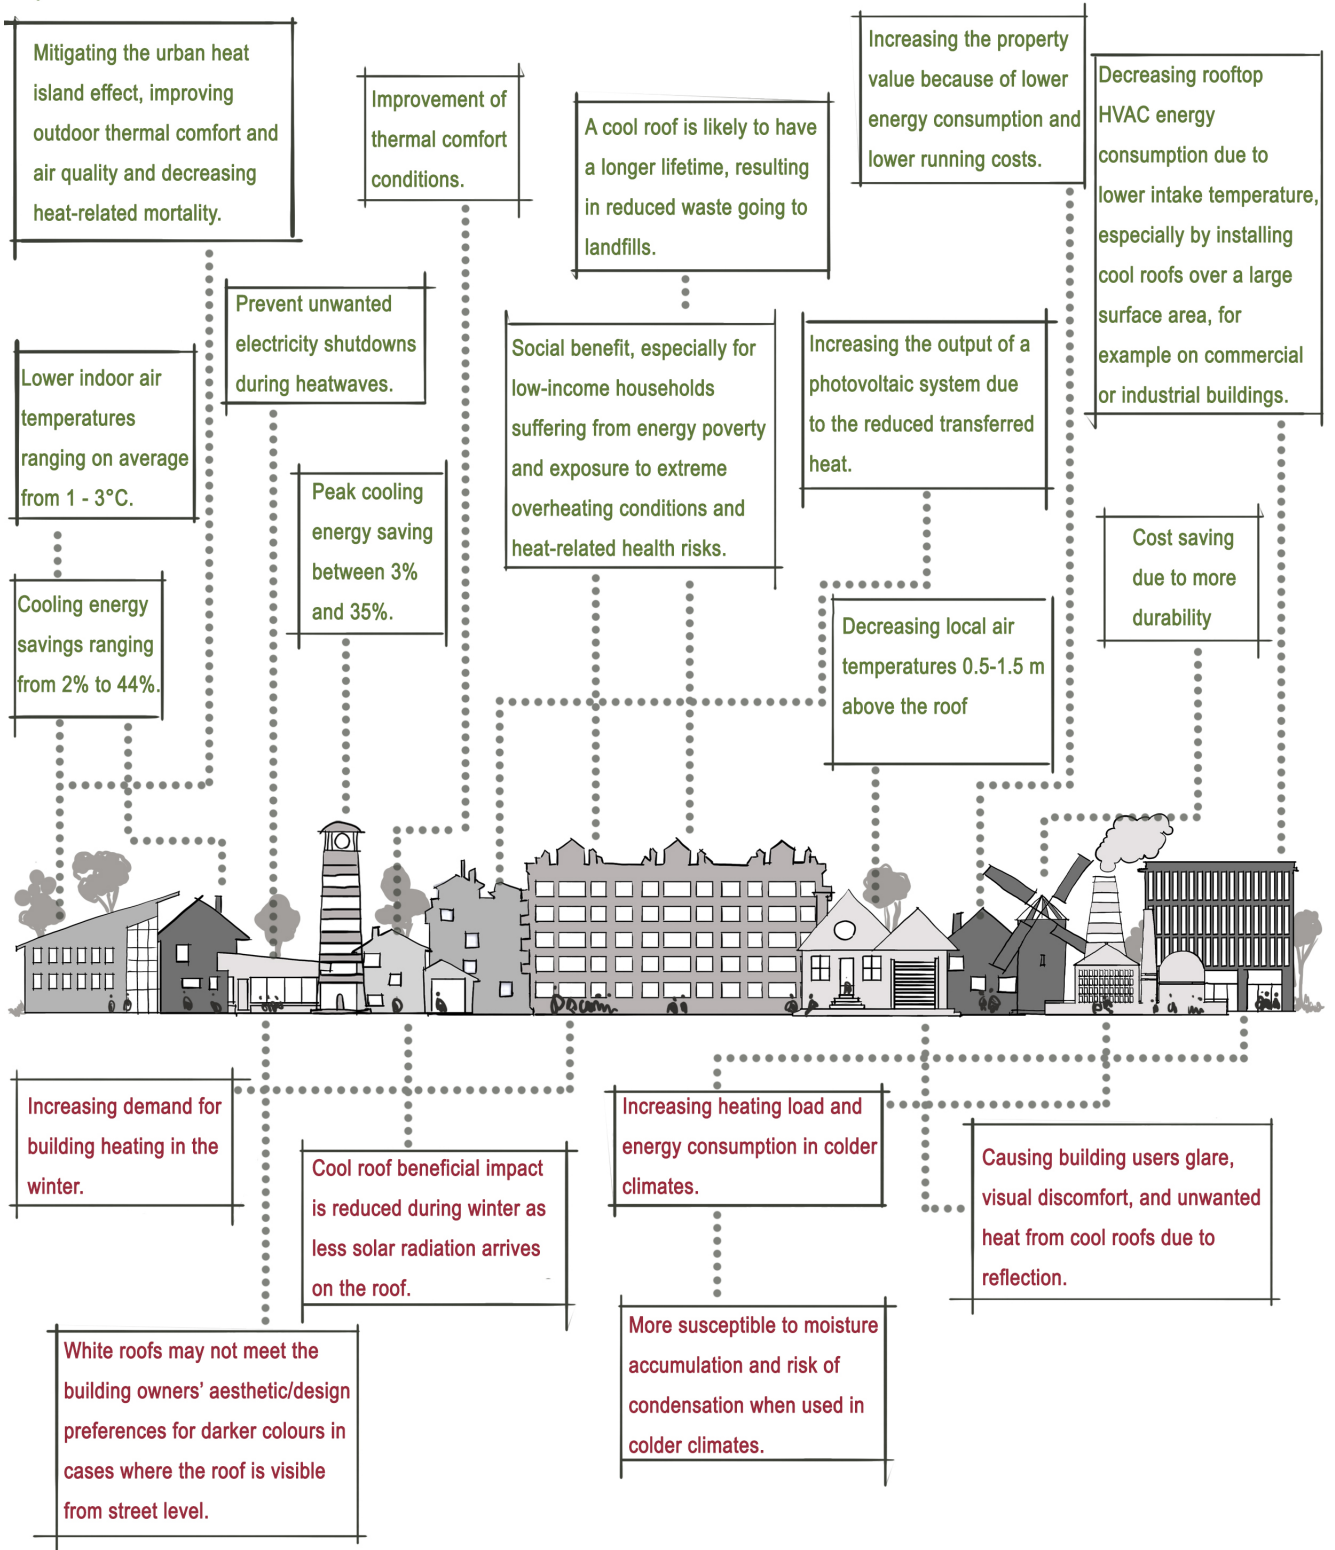 Mitigating the urban heat
island effect, improving
outdoor thermal comfort and
air quality and decreasing
heat-related mortality.
Improvement of
thermal comfort
conditions.
A cool roof is likely to have
a longer lifetime, resulting
in reduced waste going to
landfills.
Increasing the property
value because of lower
energy consumption and
lower running costs.
Decreasing rooftop
HVAC energy
consumption due to
lower intake temperature,
especially by installing
cool roofs over a large
surface area, for
example on commercial
or industrial buildings.
Prevent unwanted
electricity shutdowns
during heatwaves.
Lower indoor air
temperatures
ranging on average
from 1 - 3°C.
Social benefit, especially for
low-income households
suffering from energy poverty
and exposure to extreme
overheating conditions and
heat-related health risks.
Increasing the output of a
photovoltaic system due
to the reduced transferred
heat.
Peak cooling
energy saving
between 3%
and 35%.
Cost saving
due to more
durability
Cooling energy
savings ranging
from 2% to 44%.
Decreasing local air
temperatures 0.5-1.5 m
above the roof
Increasing demand for
building heating in the
winter.
Cool roof beneficial impact
is reduced during winter as
less solar radiation arrives
on the roof.
Increasing heating load and
energy consumption in colder
climates.
Causing building users glare,
visual discomfort, and unwanted
heat from cool roofs due to
reflection.
White roofs may not meet the
building owners' aesthetic/design
preferences for darker colours in
cases where the roof is visible
from street level.
More susceptible to moisture
accumulation and risk of
condensation when used in
colder climates.